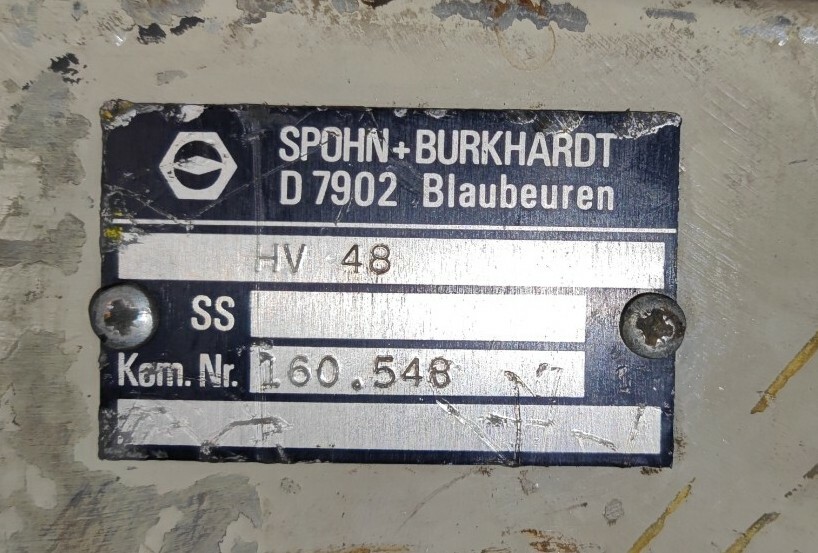 SPOHN+BURKHARDT
D 7902 Blaubeuren
HV 48
SS
Kom. Nr. 160.548